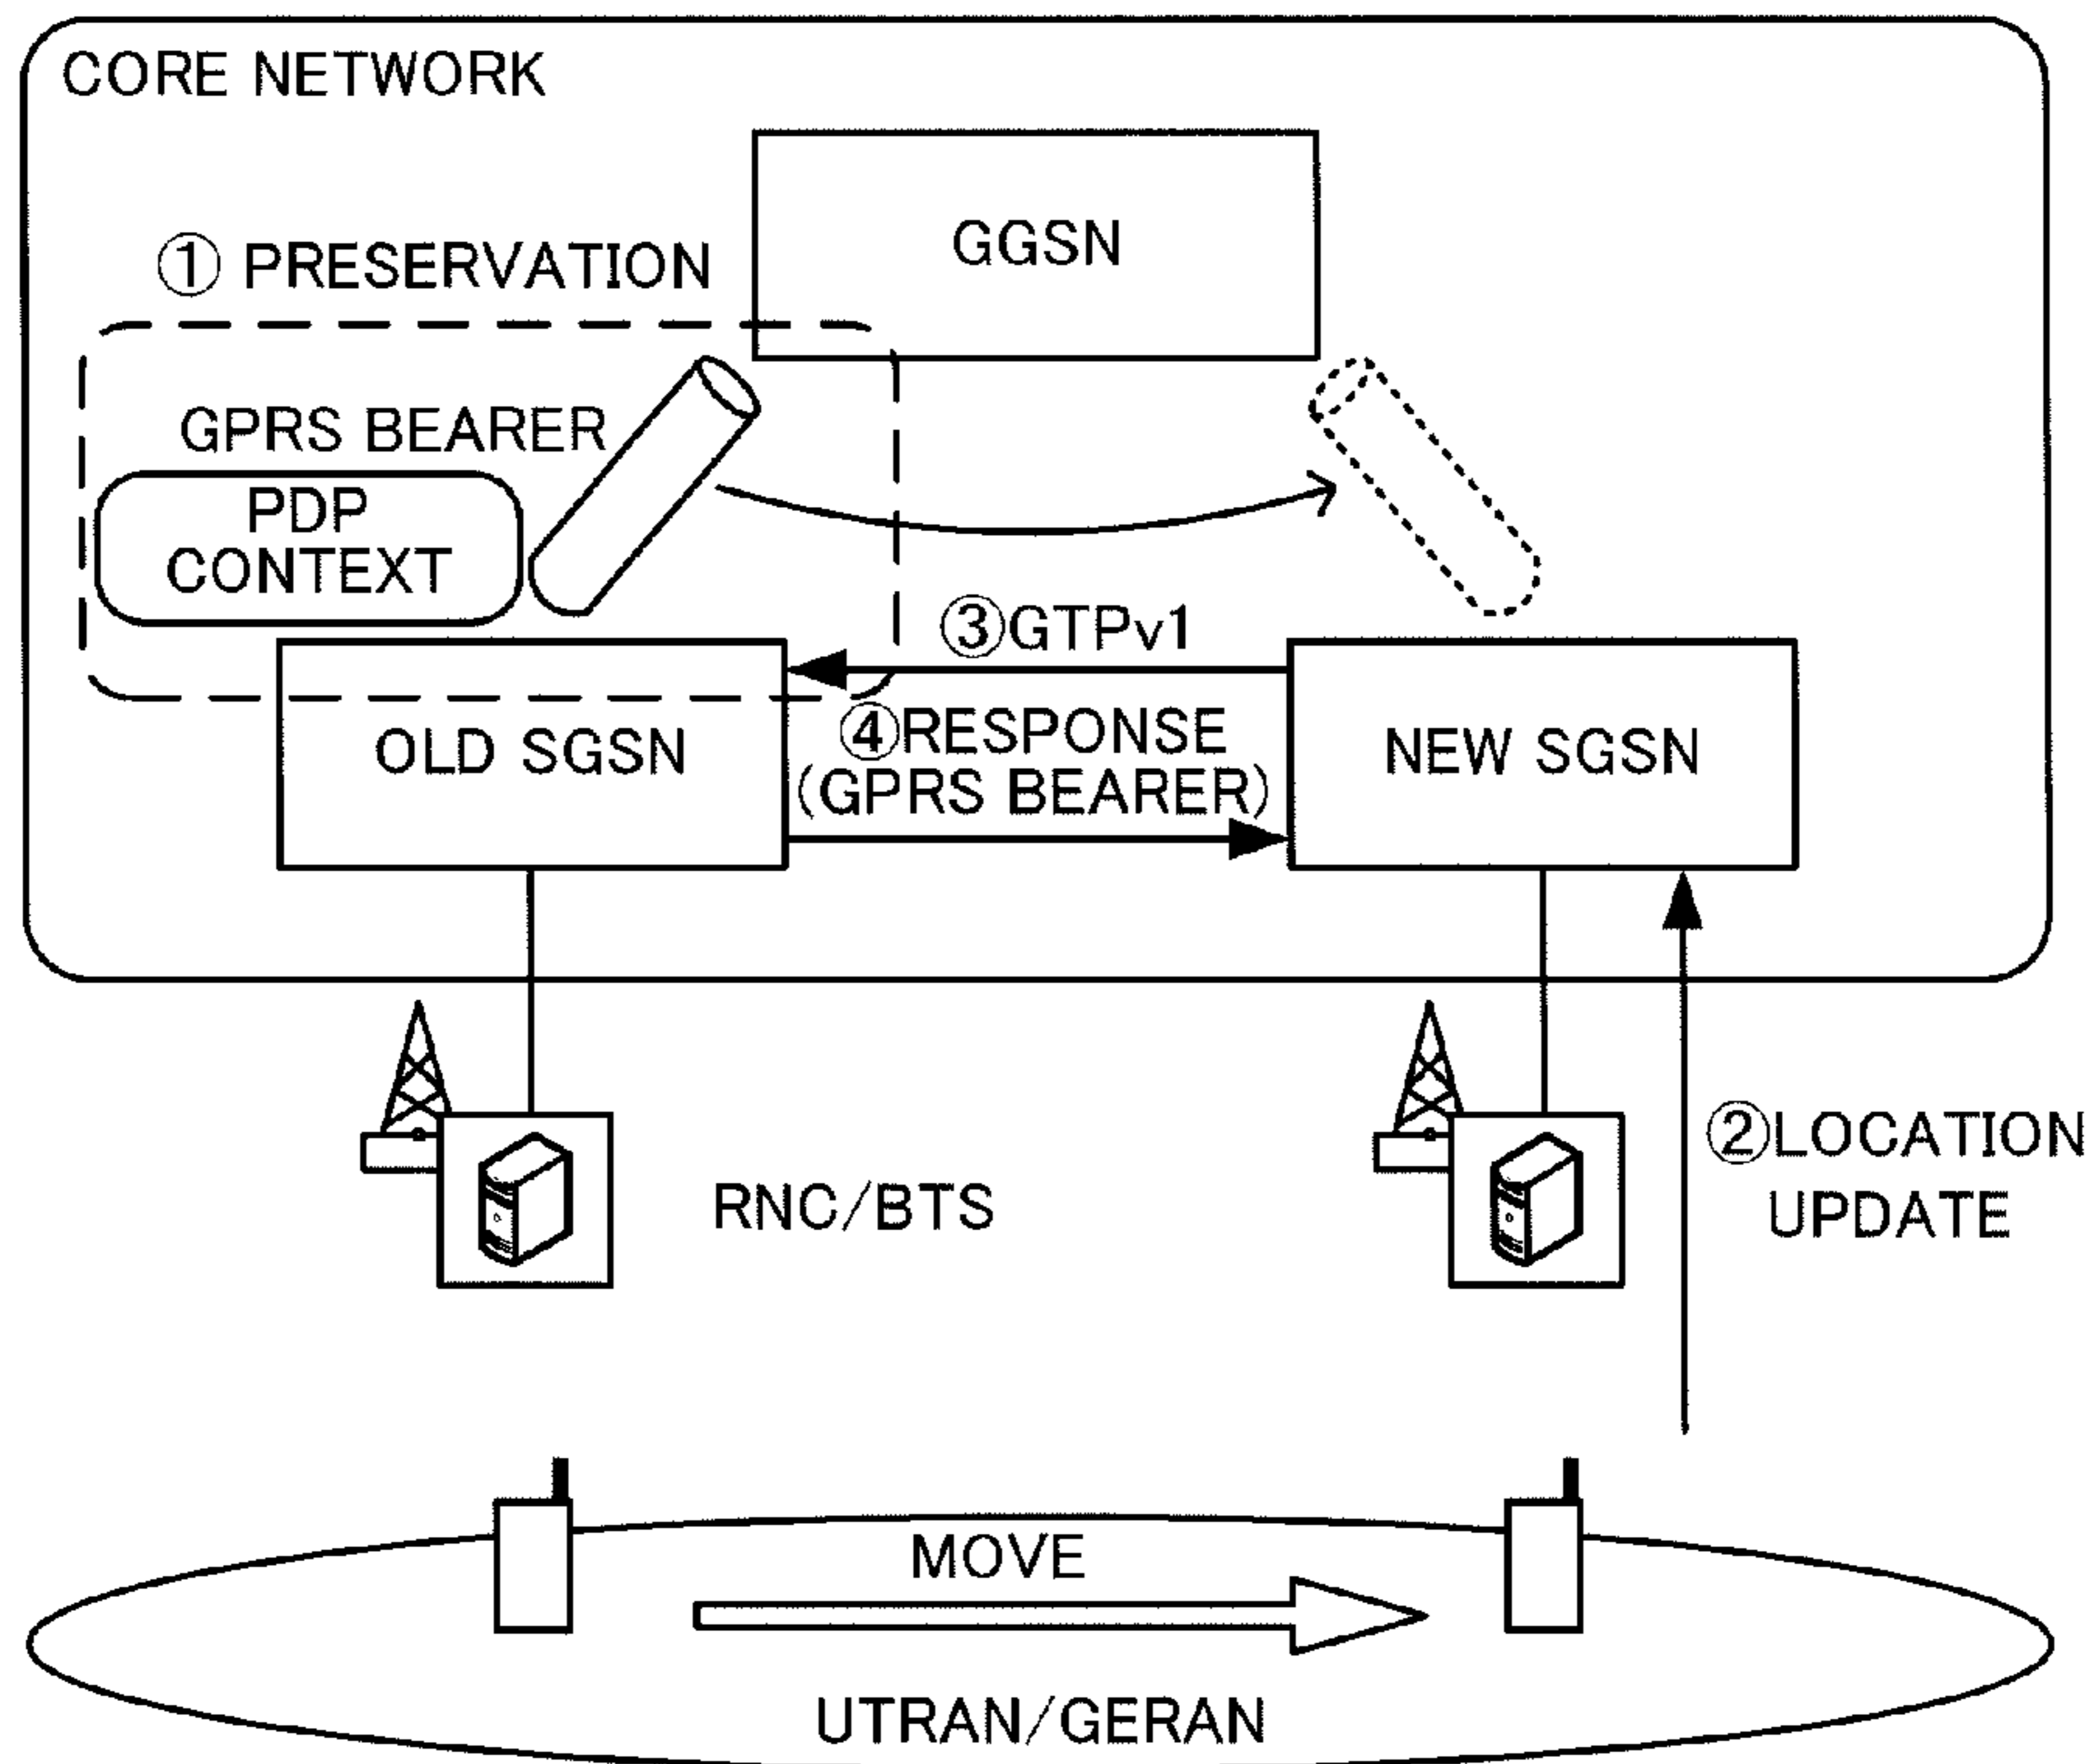 CORE NETWORK
GGSN
① PRESERVATION
GPRS BEARER
PDP
CONTEXT
③GTPv1
④RESPONSE
(GPRS BEARER)
OLD SGSN
NEW SGSN
②LOCATION
UPDATE
RNC/BTS
MOVE
UTRAN/GERAN